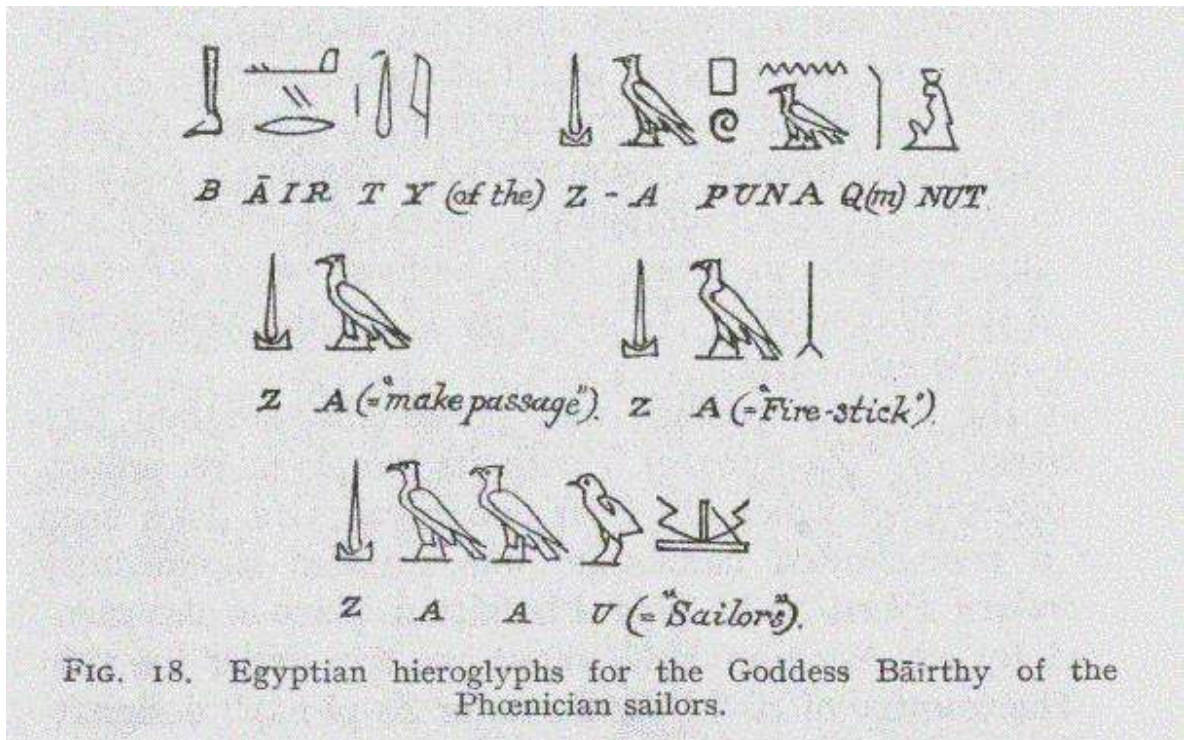 B ĀIR T Y (of the) Z - A PUNA Q(m) NUT.
Z A (="make passage"). Z A (="Fire-stick").
Z A A U (="Sailors").
FIG. 18. Egyptian hieroglyphs for the Goddess Bāīrthy of the
Phœnician sailors.